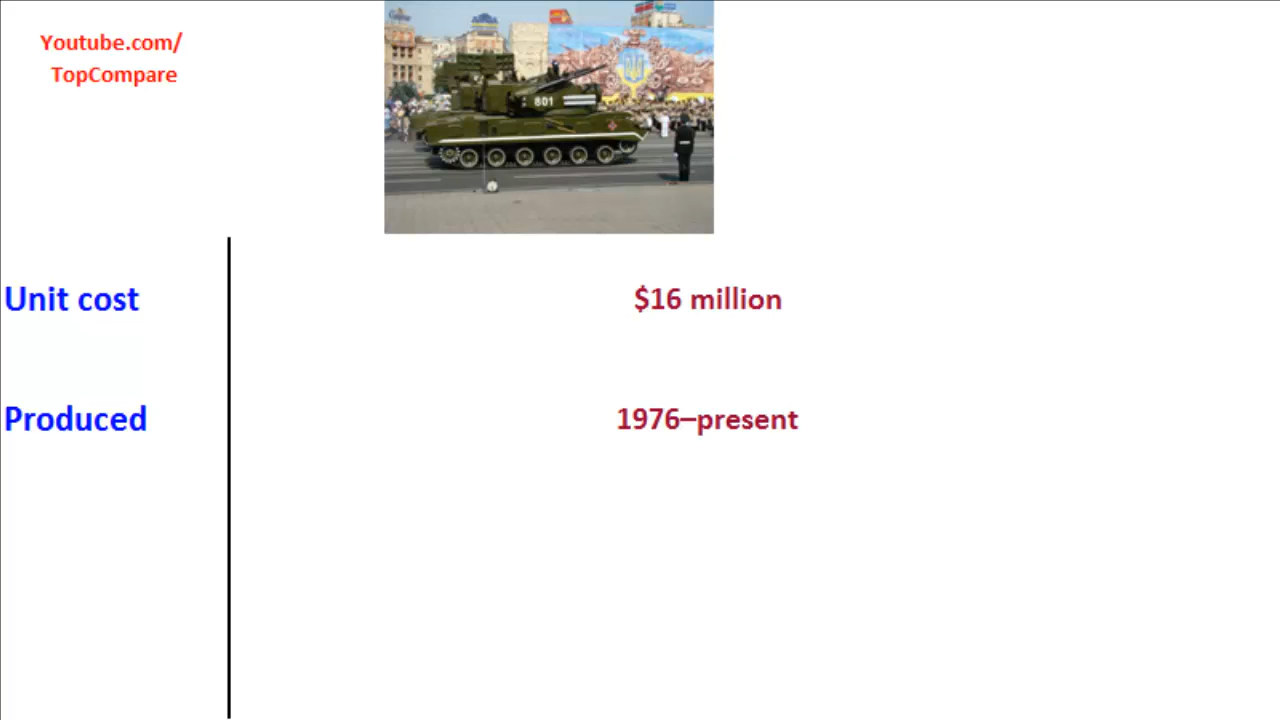 Youtube.com/
TopCompare
801
Unit cost
$16 million
Produced
1976–present